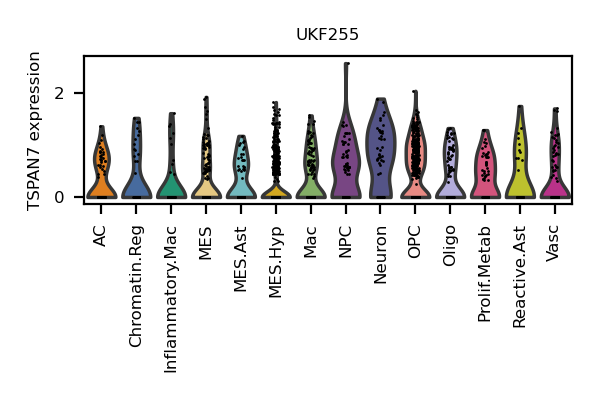 UKF255
TSPAN7 expression
2
0
AC
Chromatin.Reg
Inflammatory.Mac
MES
MES.Ast
MES.Hyp
Mac
NPC
Neuron
OPC
Oligo
Prolif.Metab
Reactive.Ast
Vasc